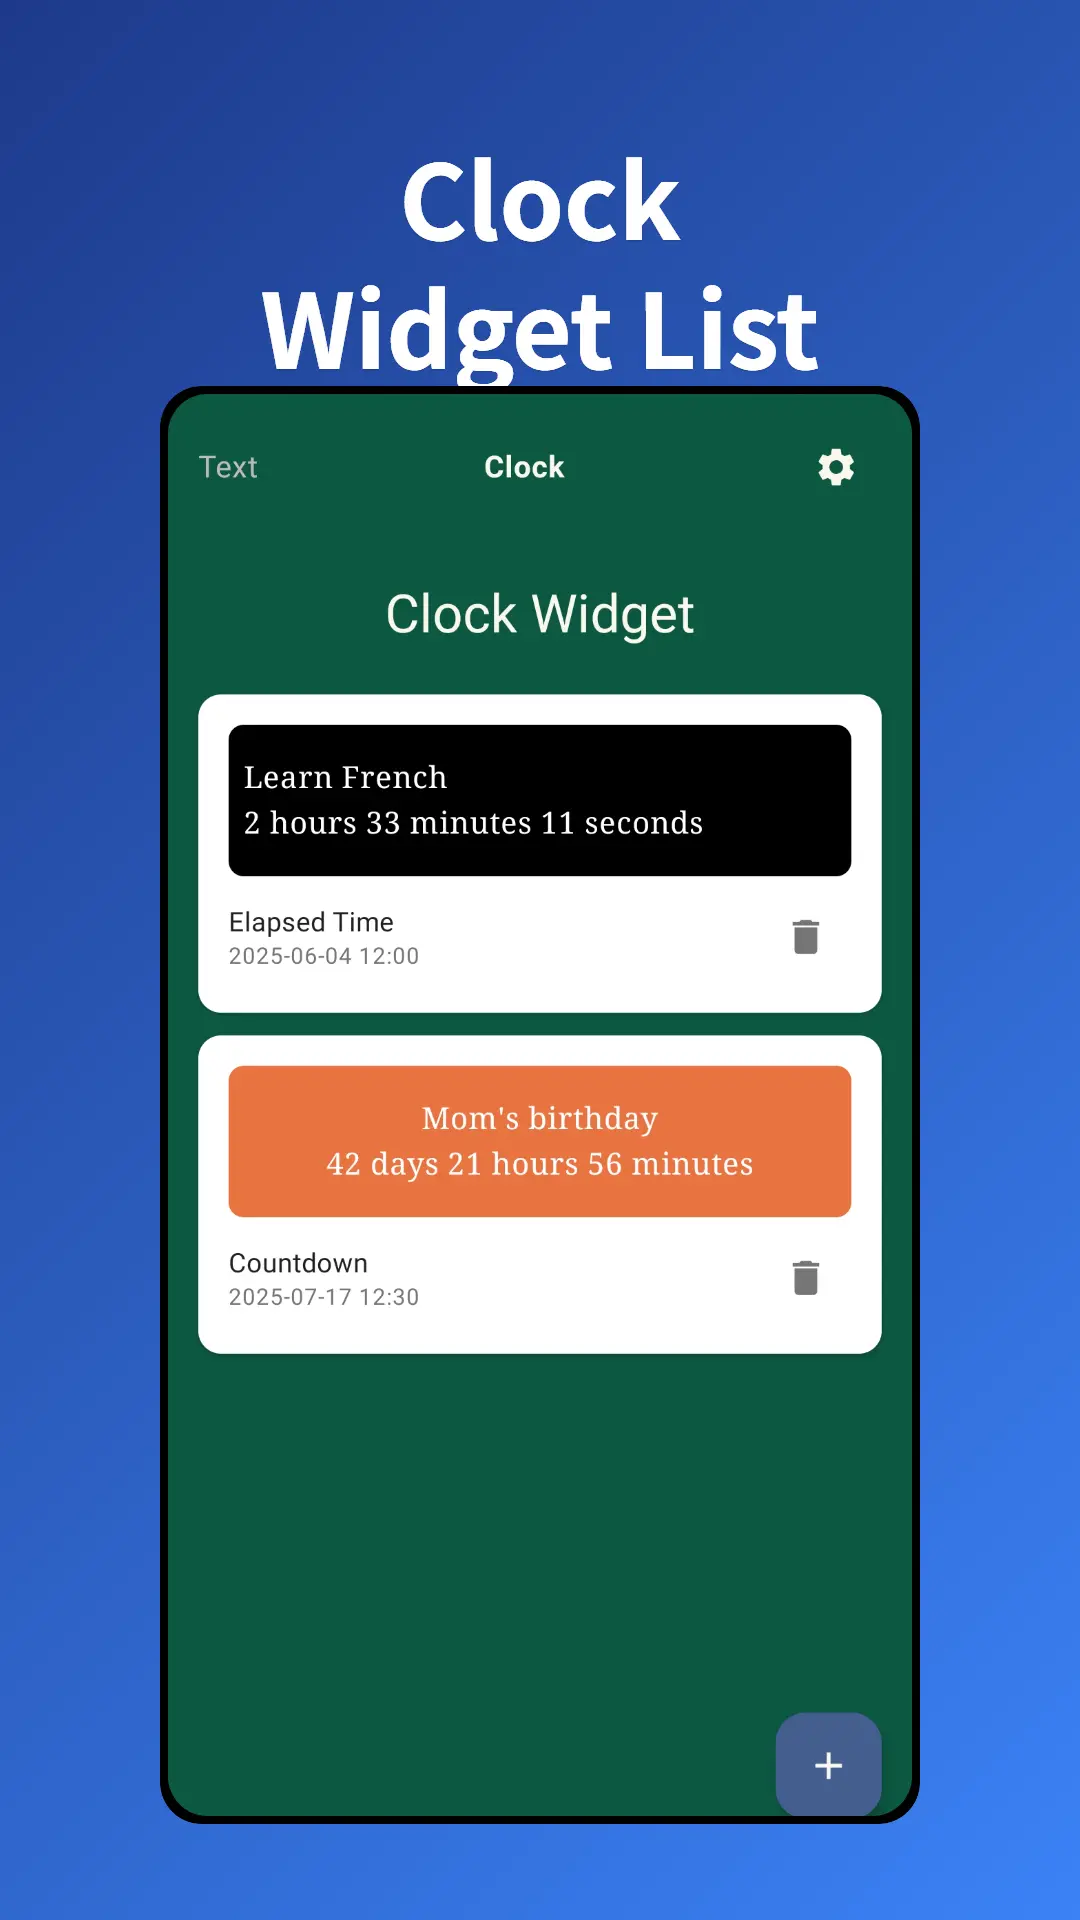 Clock
Widget List
Text
Clock
Clock Widget
Learn French
2 hours 33 minutes 11 seconds
Elapsed Time
2025-06-04 12:00
Mom's birthday
42 days 21 hours 56 minutes
Countdown
2025-07-17 12:30
+